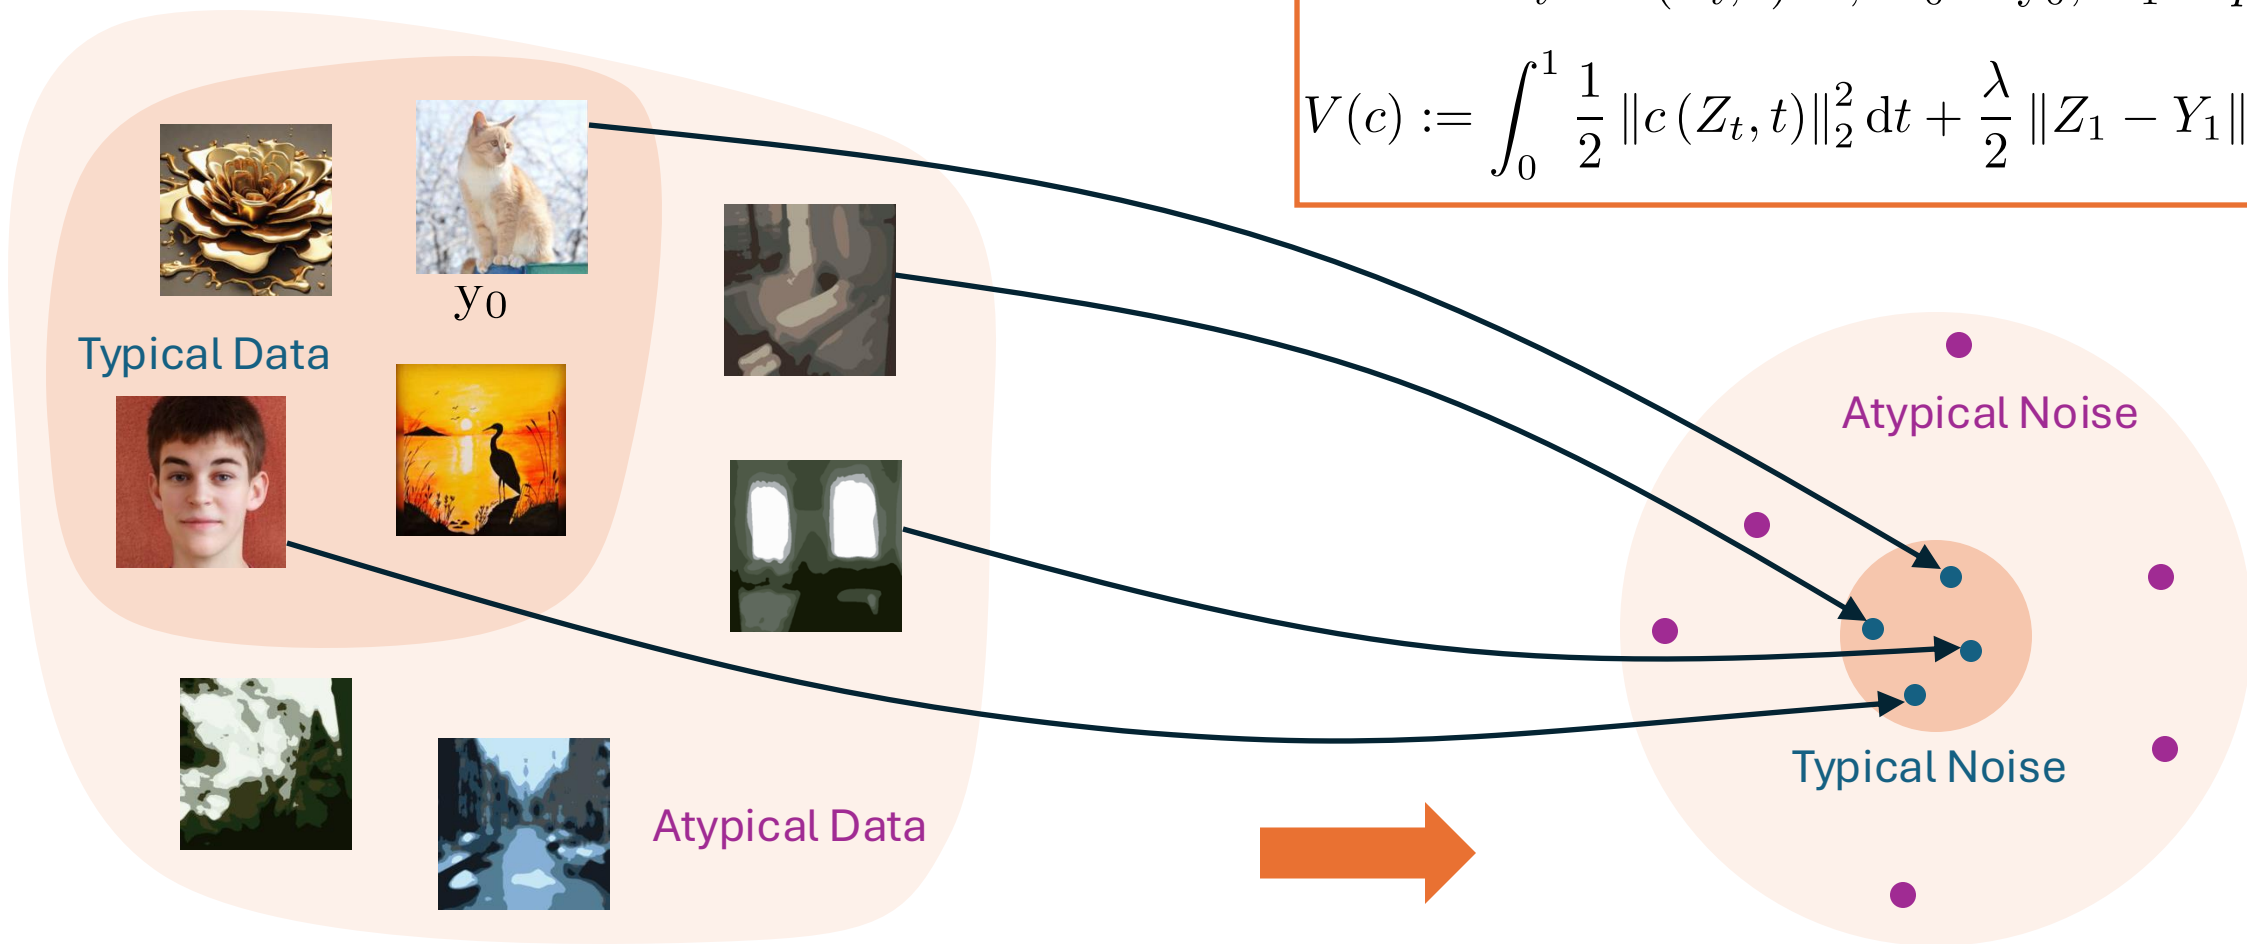 V(c) := ∫₀¹ 1/2 ‖c (Z_t, t)‖₂² dt + λ/2 ‖Z₁ − Y₁‖
y₀
Typical Data
Atypical Noise
Typical Noise
Atypical Data